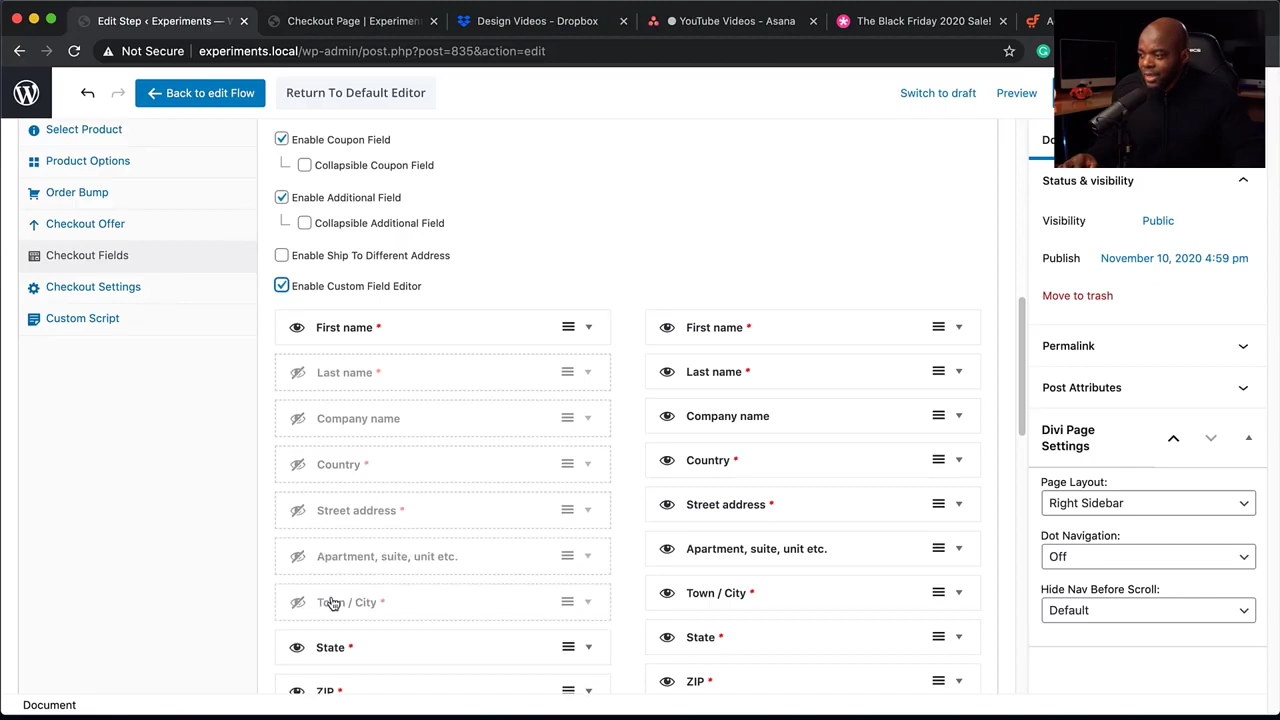 Edit Step ‹ Experiments — W
Checkout Page | Experiment
Design Videos - Dropbox
YouTube Videos - Asana
The Black Friday 2020 Sale!
Not Secure
experiments.local/wp-admin/post.php?post=835&action=edit
Back to edit Flow
Return To Default Editor
Switch to draft
Preview
Select Product
Product Options
Order Bump
Checkout Offer
Checkout Fields
Checkout Settings
Custom Script
Enable Coupon Field
Collapsible Coupon Field
Enable Additional Field
Collapsible Additional Field
Enable Ship To Different Address
Enable Custom Field Editor
First name *
Last name *
Company name
Country *
Street address *
Apartment, suite, unit etc.
Town / City *
State *
ZIP *
First name *
Last name *
Company name
Country *
Street address *
Apartment, suite, unit etc.
Town / City *
State *
ZIP *
Status & visibility
Visibility
Public
Publish
November 10, 2020 4:59 pm
Move to trash
Permalink
Post Attributes
Divi Page
Settings
Page Layout:
Right Sidebar
Dot Navigation:
Off
Hide Nav Before Scroll:
Default
Document